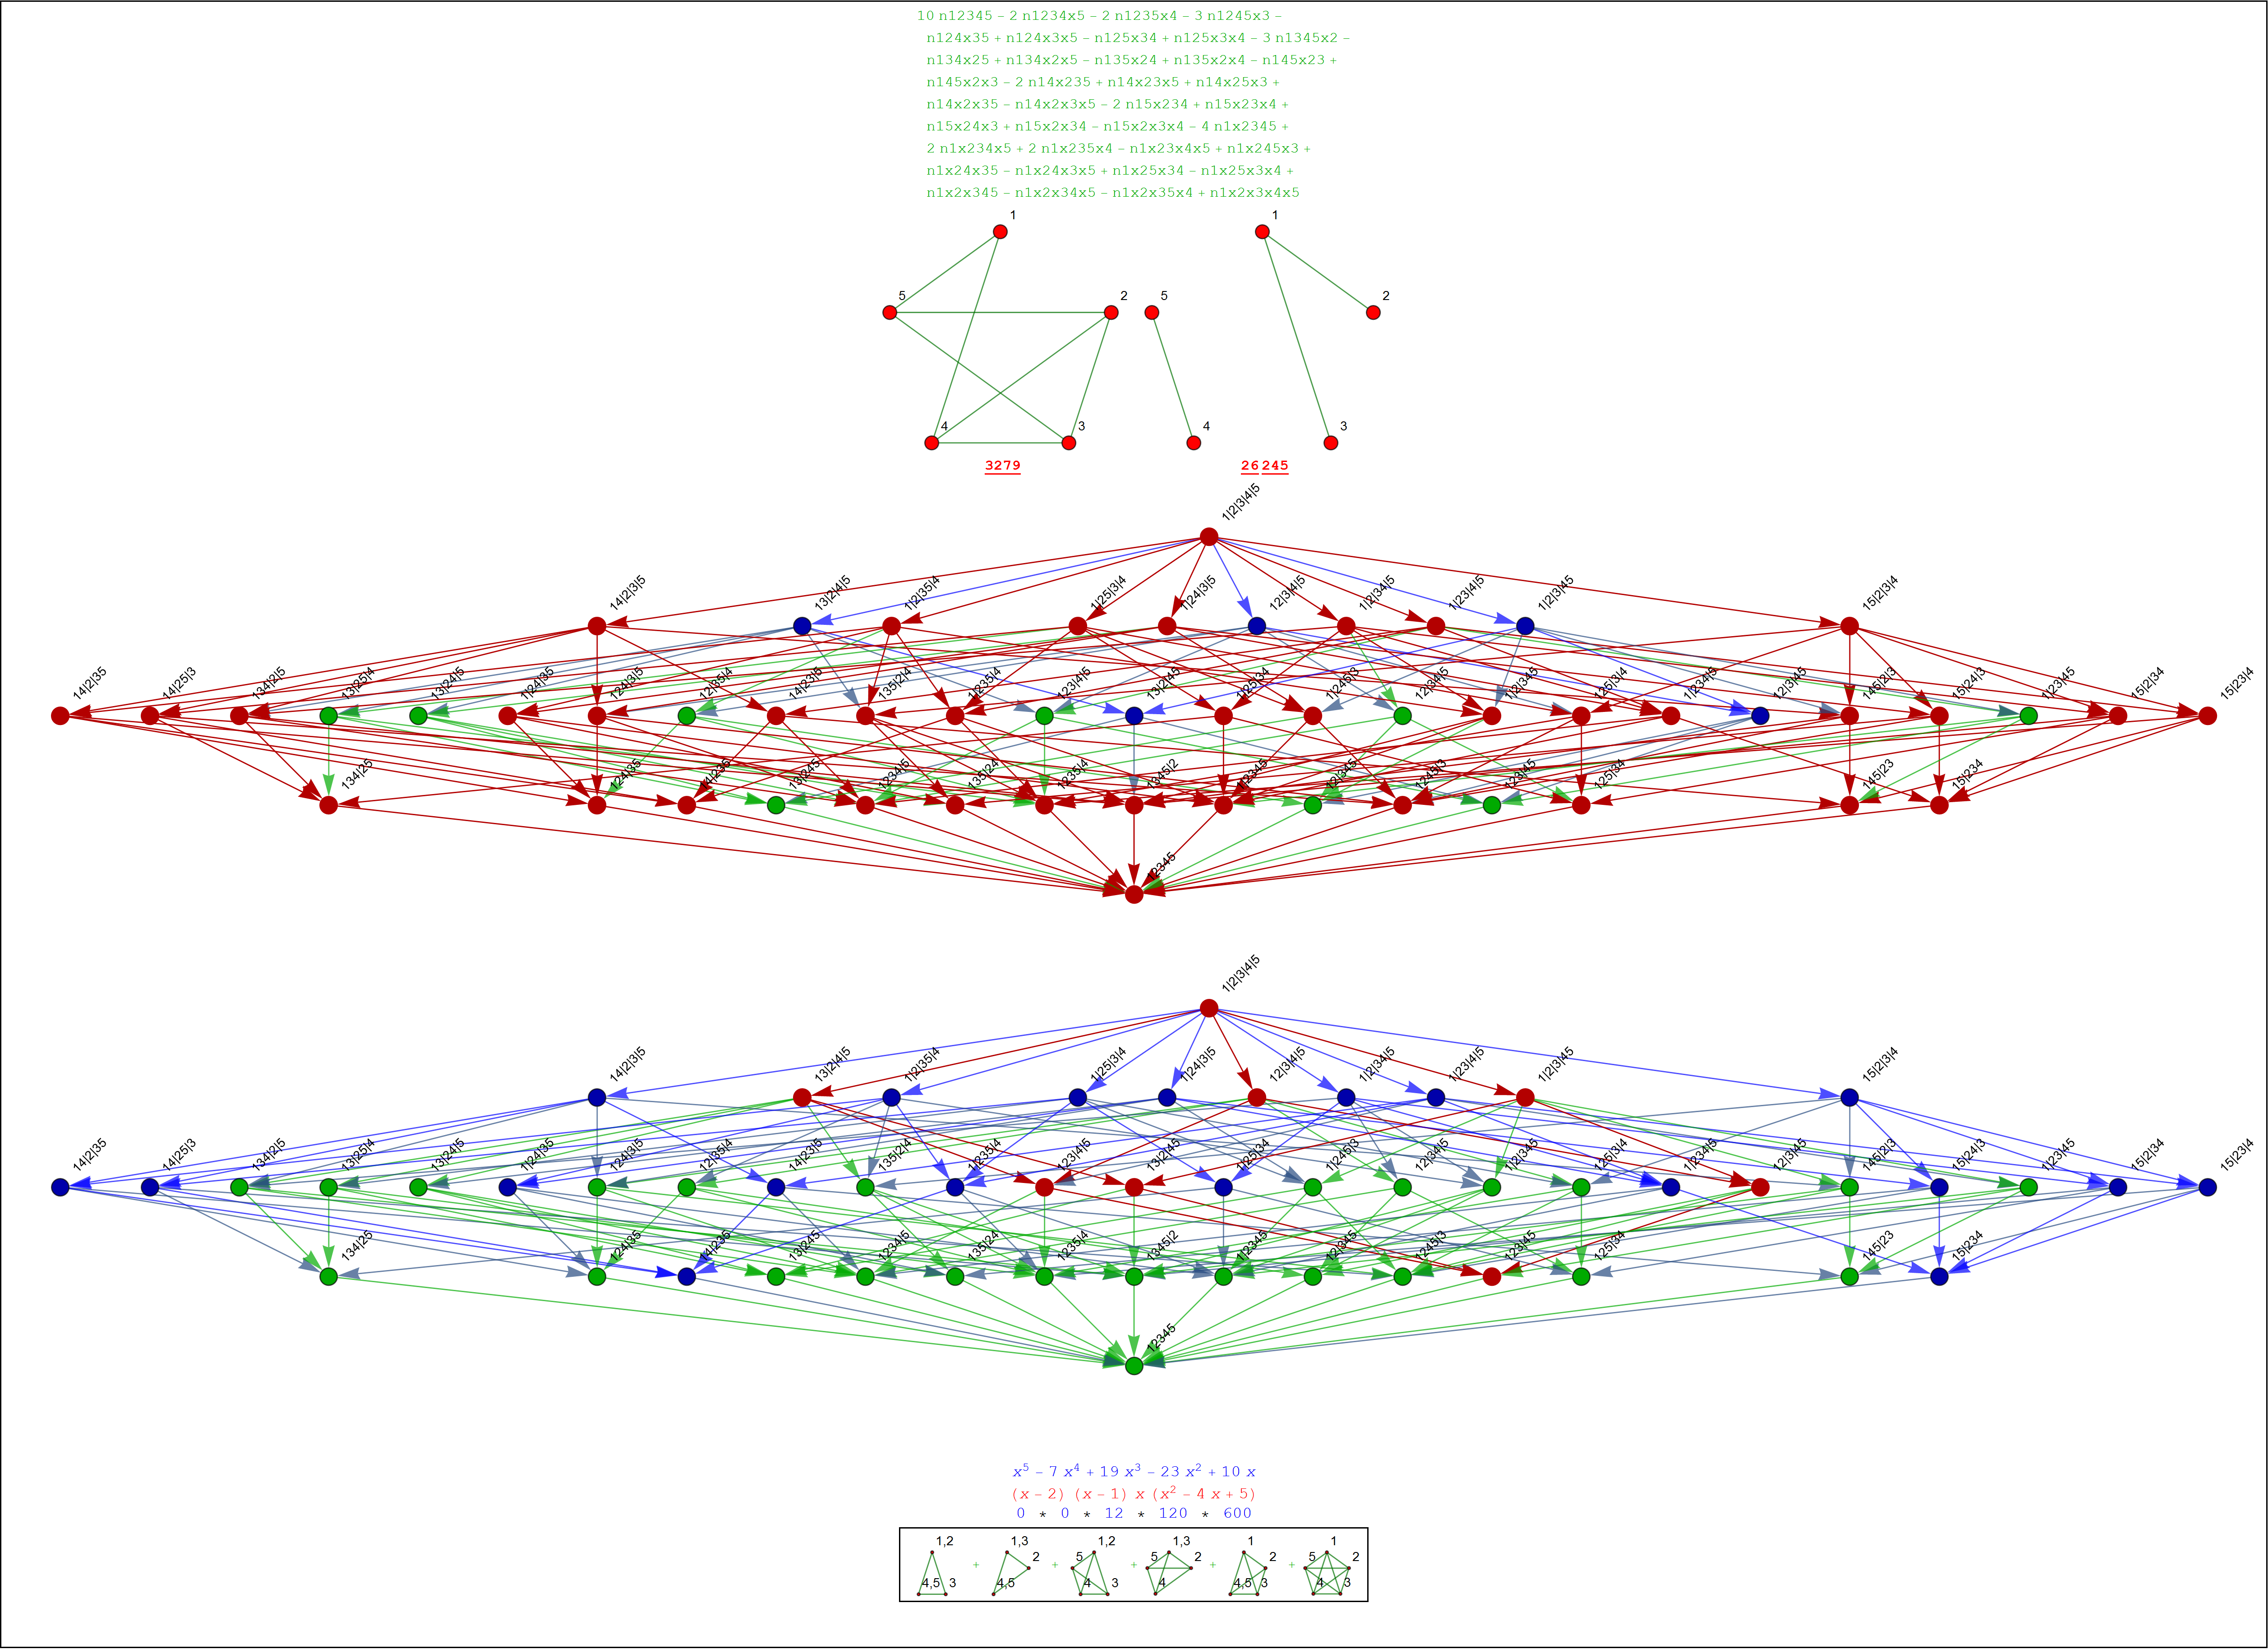 10 n12345 – 2 n1234x5 – 2 n1235x4 – 3 n1245x3 –
n124x35 + n124x3x5 – n125x34 + n125x3x4 – 3 n1345x2 –
n134x25 + n134x2x5 – n135x24 + n135x2x4 – n145x23 +
n145x2x3 – 2 n14x235 + n14x23x5 + n14x25x3 +
n14x2x35 – n14x2x3x5 – 2 n15x234 + n15x23x4 +
n15x24x3 + n15x2x34 – n15x2x3x4 – 4 n1x2345 +
2 n1x234x5 + 2 n1x235x4 – n1x23x4x5 + n1x245x3 +
n1x24x35 – n1x24x3x5 + n1x25x34 – n1x25x3x4 +
n1x2x345 – n1x2x34x5 – n1x2x35x4 + n1x2x3x4x5
1 1
5 2 5 2
4 3 4 3
3279 26 245
1|2|3|4|5
14|2|3|5 13|2|4|5 1|2|35|4 1|25|3|4 1|24|3|5 12|3|4|5 1|2|34|5 1|23|4|5 1|2|3|45 15|2|3|4
14|2|35 14|25|3 134|2|5 13|25|4 13|24|5 1|24|35 124|3|5 12|35|4 14|23|5 135|2|4 1|235|4 123|4|5 13|2|45 1|25|34 1|245|3 12|34|5 1|2|345 125|3|4 1|234|5 12|3|45 145|2|3 15|24|3 1|23|45 15|2|34 15|23|4
134|25 124|35 14|235 13|245 1234|5 135|24 1235|4 1345|2 1|2345 12|345 1245|3 123|45 125|34 145|23 15|234
12345
1|2|3|4|5
14|2|3|5 13|2|4|5 1|2|35|4 1|25|3|4 1|24|3|5 12|3|4|5 1|2|34|5 1|23|4|5 1|2|3|45 15|2|3|4
14|2|35 14|25|3 134|2|5 13|25|4 13|24|5 1|24|35 124|3|5 12|35|4 14|23|5 135|2|4 1|235|4 123|4|5 13|2|45 1|25|34 1|245|3 12|34|5 1|2|345 125|3|4 1|234|5 12|3|45 145|2|3 15|24|3 1|23|45 15|2|34 15|23|4
134|25 124|35 14|235 13|245 1234|5 135|24 1235|4 1345|2 1|2345 12|345 1245|3 123|45 125|34 145|23 15|234
12345
x⁵ – 7 x⁴ + 19 x³ – 23 x² + 10 x
(x – 2) (x – 1) x (x² – 4 x + 5)
0 * 0 * 12 * 120 * 600
1,2 1,3 1,2 1,3 1 1
2 5 5 2 2 5 2
+ + + + +
4,5 3 4,5 4 3 4 4,5 3 4 3